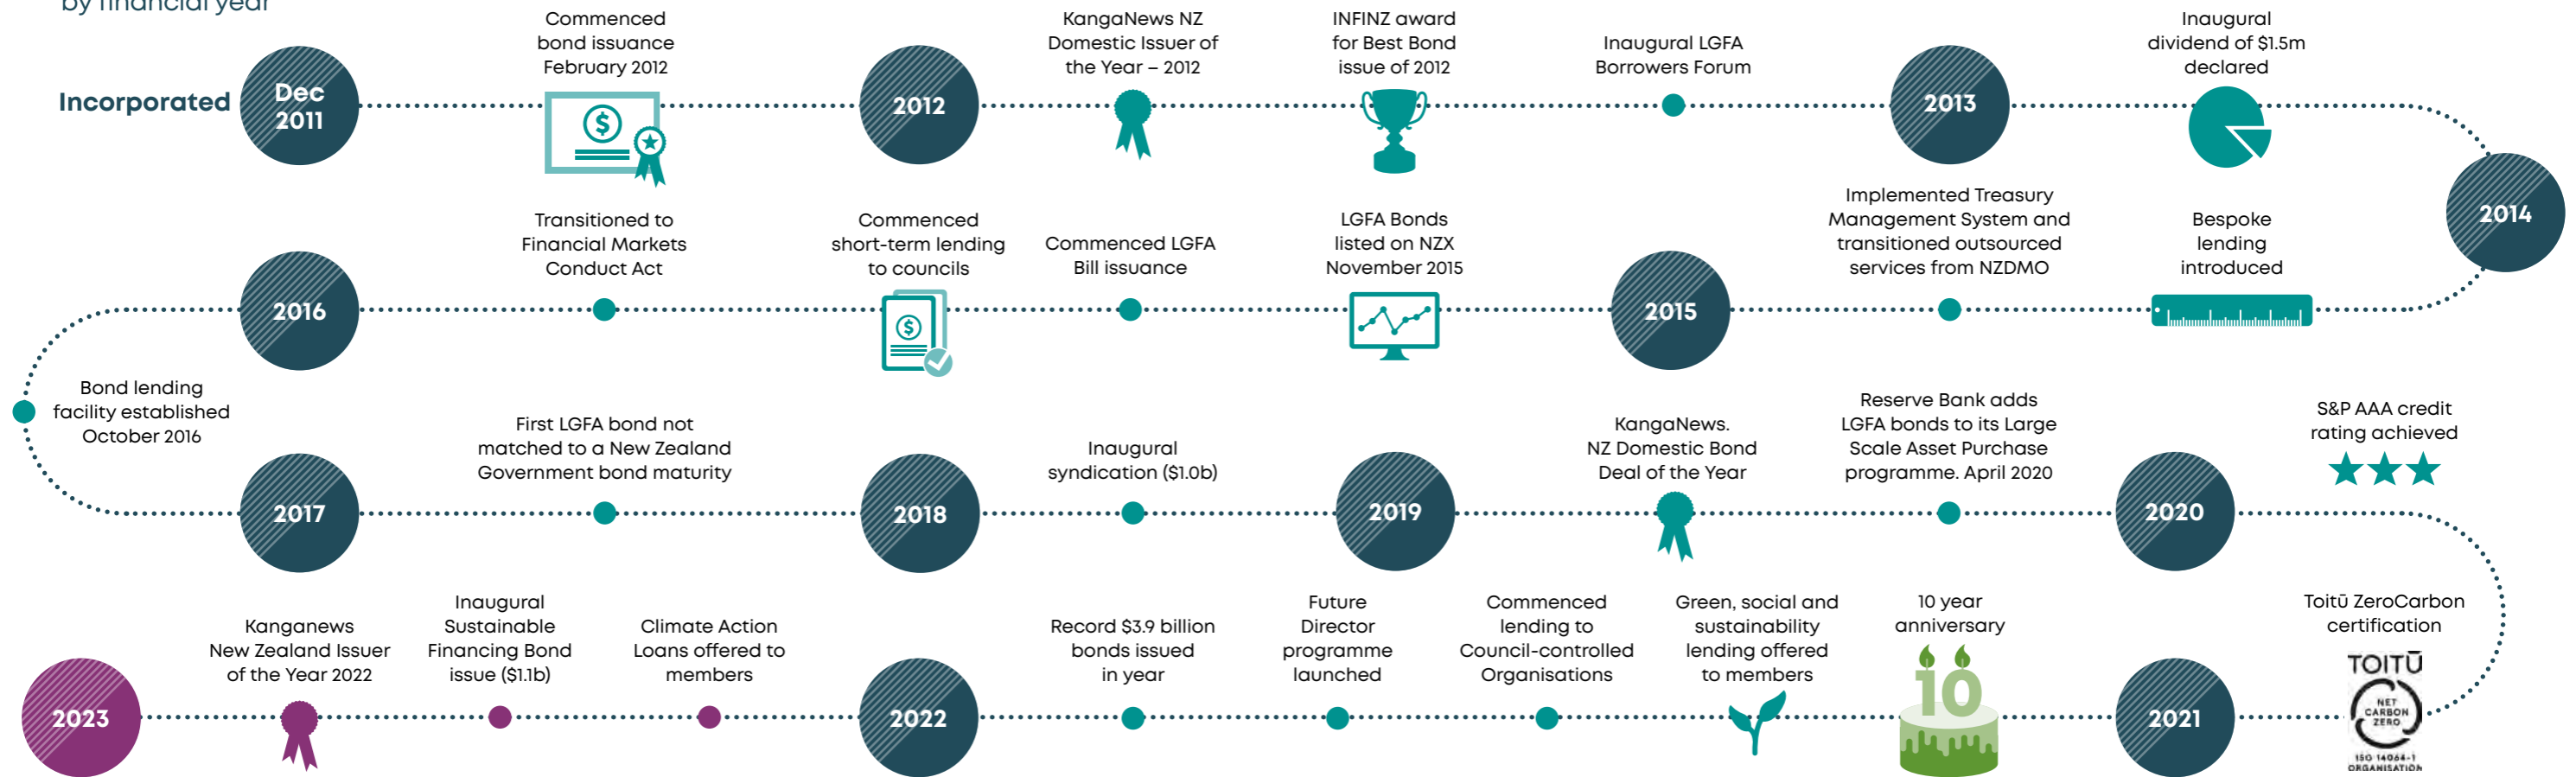 by financial year
Incorporated
Dec
2011
Commenced
bond issuance
February 2012
2012
KangaNews NZ
Domestic Issuer of
the Year – 2012
INFINZ award
for Best Bond
issue of 2012
Inaugural LGFA
Borrowers Forum
2013
Inaugural
dividend of $1.5m
declared
2014
Bespoke
lending
introduced
Implemented Treasury
Management System and
transitioned outsourced
services from NZDMO
2015
LGFA Bonds
listed on NZX
November 2015
Commenced LGFA
Bill issuance
Commenced
short-term lending
to councils
Transitioned to
Financial Markets
Conduct Act
2016
Bond lending
facility established
October 2016
2017
First LGFA bond not
matched to a New Zealand
Government bond maturity
2018
Inaugural
syndication ($1.0b)
2019
KangaNews.
NZ Domestic Bond
Deal of the Year
Reserve Bank adds
LGFA bonds to its Large
Scale Asset Purchase
programme. April 2020
2020
S&P AAA credit
rating achieved
Toitū ZeroCarbon
certification
TOITŪ
NET
CARBON
ZERO
ISO 14064-1
ORGANISATION
2021
10 year
anniversary
10
Green, social and
sustainability
lending offered
to members
Commenced
lending to
Council-controlled
Organisations
Future
Director
programme
launched
Record $3.9 billion
bonds issued
in year
2022
Climate Action
Loans offered to
members
Inaugural
Sustainable
Financing Bond
issue ($1.1b)
Kanganews
New Zealand Issuer
of the Year 2022
2023